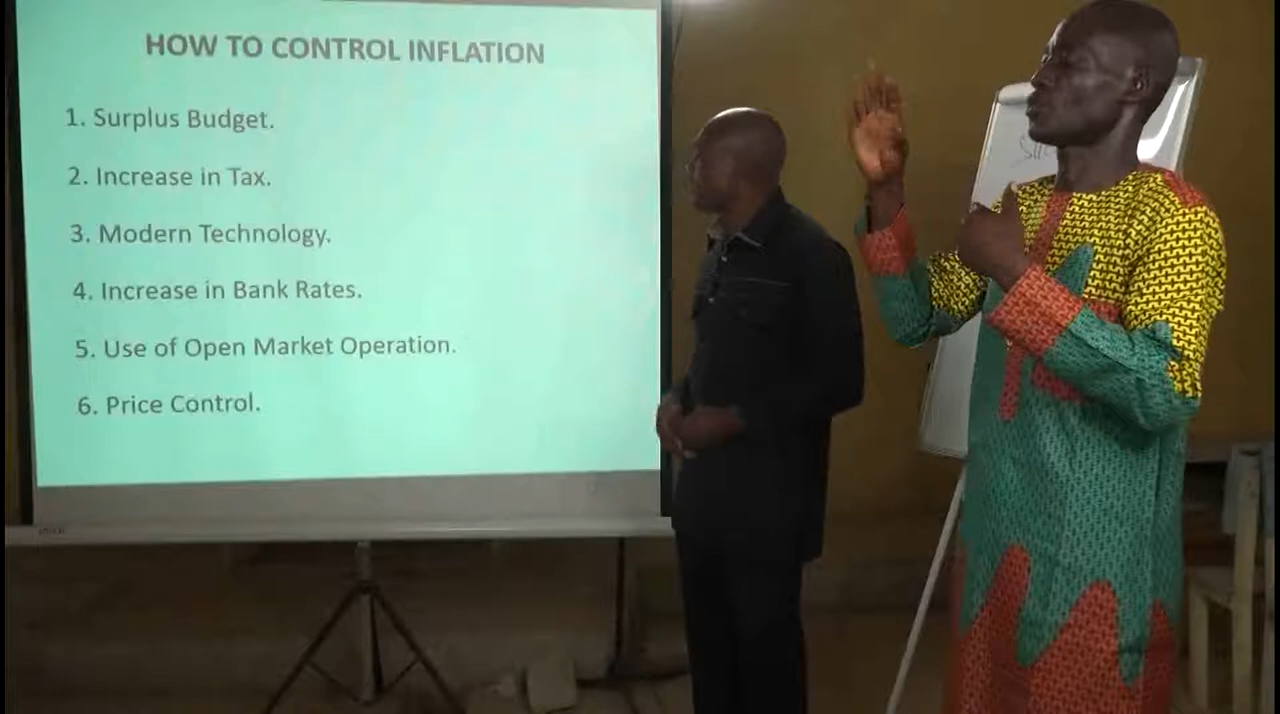 HOW TO CONTROL INFLATION
1. Surplus Budget.
2. Increase in Tax.
3. Modern Technology.
4. Increase in Bank Rates.
5. Use of Open Market Operation.
6. Price Control.